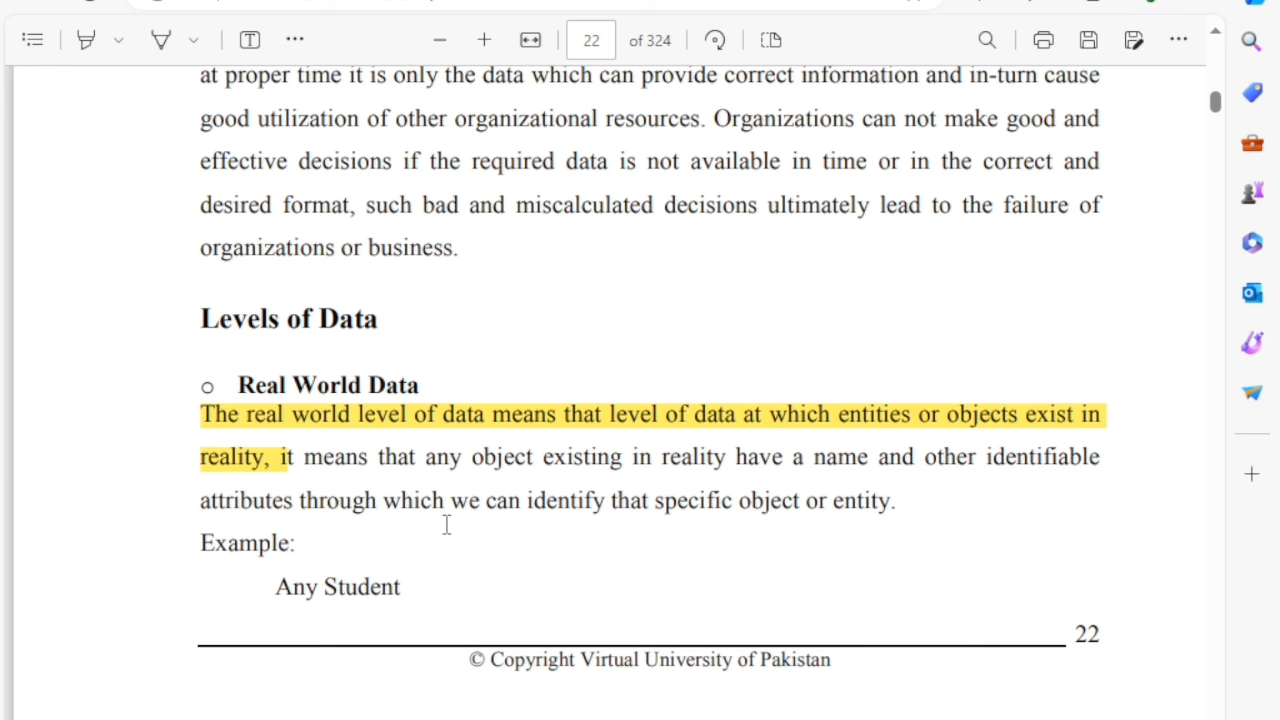 22 of 324
at proper time it is only the data which can provide correct information and in-turn cause
good utilization of other organizational resources. Organizations can not make good and
effective decisions if the required data is not available in time or in the correct and
desired format, such bad and miscalculated decisions ultimately lead to the failure of
organizations or business.
Levels of Data
o Real World Data
The real world level of data means that level of data at which entities or objects exist in
reality, it means that any object existing in reality have a name and other identifiable
attributes through which we can identify that specific object or entity.
Example:
Any Student
22
© Copyright Virtual University of Pakistan